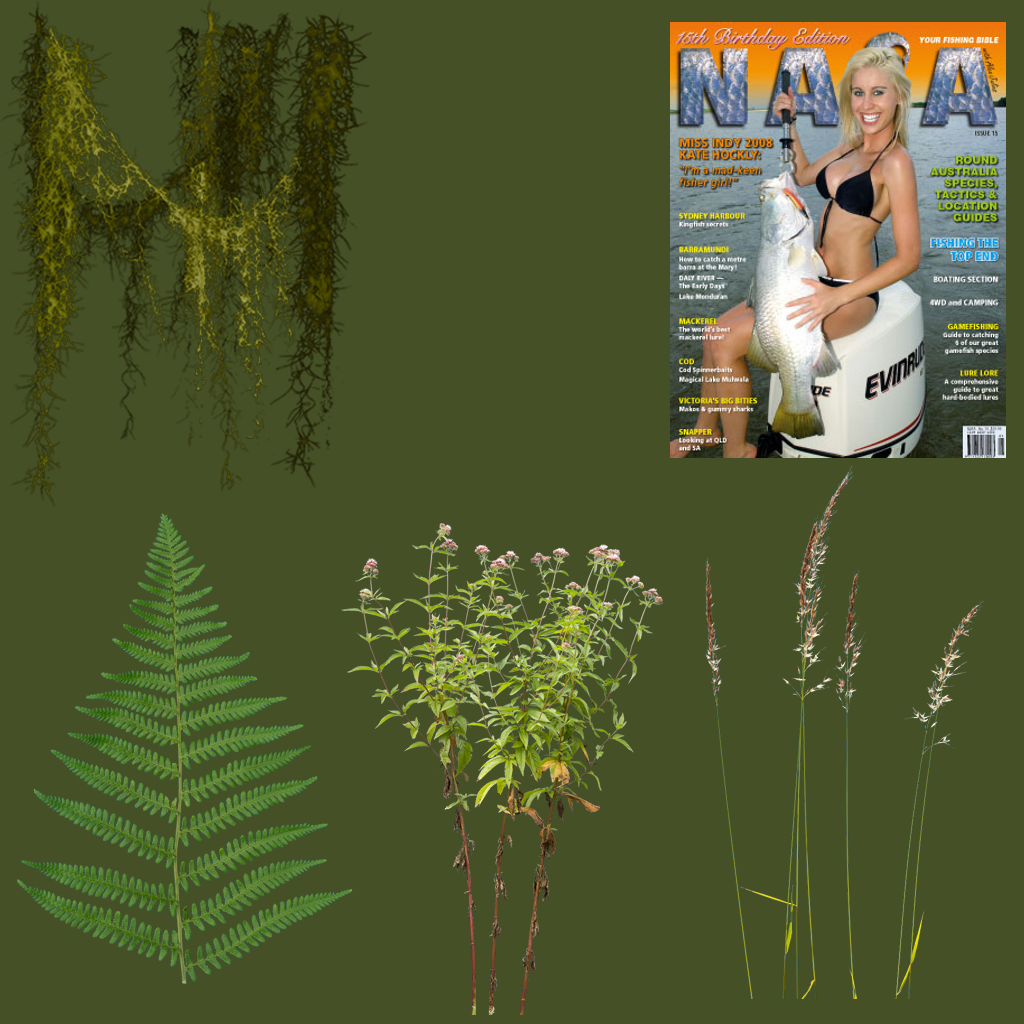 15th Birthday Edition
YOUR FISHING BIBLE
NAFA
ISSUE 15
MISS INDY 2008
KATE HOCKLY:
"I'm a mad-keen
fisher girl!"
SYDNEY HARBOUR
Kingfish secrets
BARRAMUNDI
How to catch a metre
barra at the Mary!
DALY RIVER —
The Early Days
Lake Monduran
MACKEREL
The world's best
mackerel lure!
COD
Cod Spinnerbaits
Magical Lake Mulwala
VICTORIA'S BIG BITIES
Makos & gummy sharks
SNAPPER
Looking at QLD
and SA
ROUND
AUSTRALIA
SPECIES,
TACTICS &
LOCATION
GUIDES
FISHING THE
TOP END
BOATING SECTION
4WD and CAMPING
GAMEFISHING
Guide to catching
6 of our great
gamefish species
LURE LORE
A comprehensive
guide to great
hard-bodied lures
EVINRUDE
DE